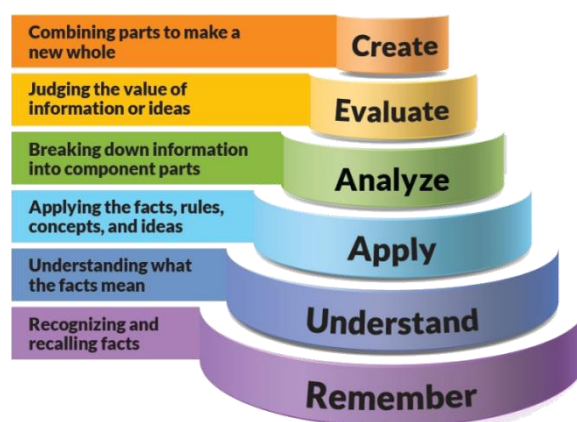 Combining parts to make a
new whole
Create
Judging the value of
information or ideas
Evaluate
Breaking down information
into component parts
Analyze
Applying the facts, rules,
concepts, and ideas
Apply
Understanding what
the facts mean
Understand
Recognizing and
recalling facts
Remember